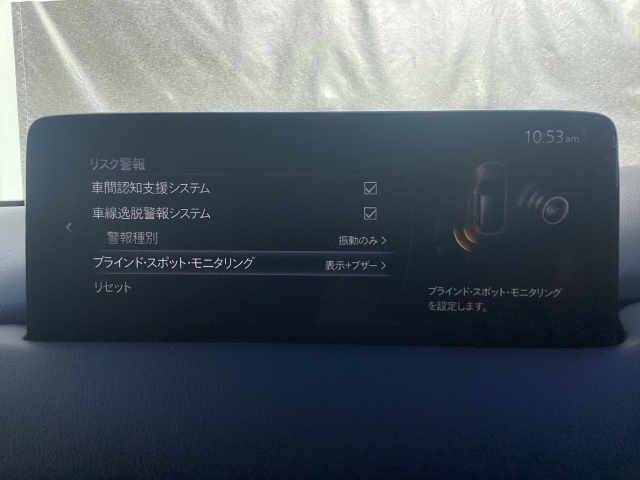 10:53am
リスク警報
車間認知支援システム
車線逸脱警報システム
警報種別 振動のみ >
ブラインド・スポット・モニタリング 表示+ブザー >
リセット
ブラインド・スポット・モニタリング
を設定します。